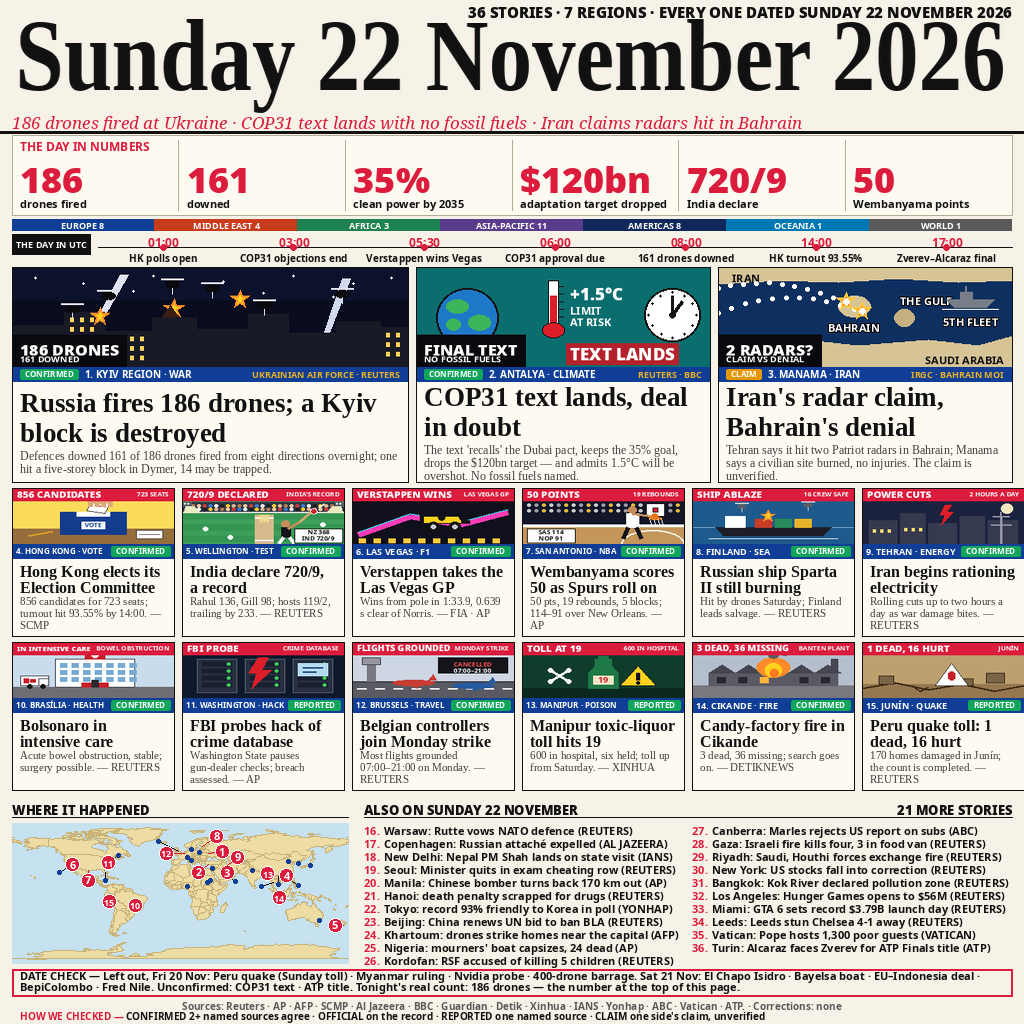 36 STORIES · 7 REGIONS · EVERY ONE DATED SUNDAY 22 NOVEMBER 2026
Sunday 22 November 2026
186 drones fired at Ukraine · COP31 text lands with no fossil fuels · Iran claims radars hit in Bahrain
THE DAY IN NUMBERS
186
drones fired
161
downed
35%
clean power by 2035
$120bn
adaptation target dropped
720/9
India declare
50
Wembanyama points
EUROPE 8
MIDDLE EAST 4
AFRICA 3
ASIA-PACIFIC 11
AMERICAS 8
OCEANIA 1
WORLD 1
THE DAY IN UTC
01:00
HK polls open
03:00
COP31 objections end
05:30
Verstappen wins Vegas
06:00
COP31 approval due
08:00
161 drones downed
14:00
HK turnout 93.55%
17:00
Zverev–Alcaraz final
186 DRONES
161 DOWNED
CONFIRMED
1. KYIV REGION · WAR
UKRAINIAN AIR FORCE · REUTERS
Russia fires 186 drones; a Kyiv
block is destroyed
Defences downed 161 of 186 drones fired from eight directions overnight; one
hit a five-storey block in Dymer, 14 may be trapped.
+1.5°C
LIMIT
AT RISK
FINAL TEXT
NO FOSSIL FUELS
TEXT LANDS
CONFIRMED
2. ANTALYA · CLIMATE
REUTERS · BBC
COP31 text lands, deal
in doubt
The text 'recalls' the Dubai pact, keeps the 35% goal,
drops the $120bn target — and admits 1.5°C will be
overshot. No fossil fuels named.
IRAN
THE GULF
BAHRAIN
5TH FLEET
SAUDI ARABIA
2 RADARS?
CLAIM VS DENIAL
CLAIM
3. MANAMA · IRAN
IRGC · BAHRAIN MOI
Iran's radar claim,
Bahrain's denial
Tehran says it hit two Patriot radars in Bahrain; Manama
says a civilian site burned, no injuries. The claim is
unverified.
856 CANDIDATES
723 SEATS
VOTE
4. HONG KONG · VOTE
CONFIRMED
Hong Kong elects its
Election Committee
856 candidates for 723 seats;
turnout hit 93.55% by 14:00. —
SCMP
720/9 DECLARED
INDIA'S RECORD
NZ 368
IND 720/9
5. WELLINGTON · TEST
CONFIRMED
India declare 720/9,
a record
Rahul 136, Gill 98; hosts 119/2,
trailing by 233. — REUTERS
VERSTAPPEN WINS
LAS VEGAS GP
6. LAS VEGAS · F1
CONFIRMED
Verstappen takes the
Las Vegas GP
Wins from pole in 1:33.9, 0.639
s clear of Norris. — FIA · AP
50 POINTS
19 REBOUNDS
SAS 114
NOP 91
7. SAN ANTONIO · NBA
CONFIRMED
Wembanyama scores
50 as Spurs roll on
50 pts, 19 rebounds, 5 blocks;
114–91 over New Orleans. —
AP
SHIP ABLAZE
16 CREW SAFE
8. FINLAND · SEA
CONFIRMED
Russian ship Sparta
II still burning
Hit by drones Saturday; Finland
leads salvage. — REUTERS
POWER CUTS
2 HOURS A DAY
9. TEHRAN · ENERGY
CONFIRMED
Iran begins rationing
electricity
Rolling cuts up to two hours a
day as war damage bites. —
REUTERS
IN INTENSIVE CARE
BOWEL OBSTRUCTION
10. BRASÍLIA · HEALTH
CONFIRMED
Bolsonaro in
intensive care
Acute bowel obstruction, stable;
surgery possible. — REUTERS
FBI PROBE
CRIME DATABASE
11. WASHINGTON · HACK
REPORTED
FBI probes hack of
crime database
Washington State pauses
gun-dealer checks; breach
assessed. — AP
FLIGHTS GROUNDED
MONDAY STRIKE
CANCELLED
07:00–21:00
12. BRUSSELS · TRAVEL
CONFIRMED
Belgian controllers
join Monday strike
Most flights grounded
07:00–21:00 on Monday. —
REUTERS
TOLL AT 19
600 IN HOSPITAL
19
13. MANIPUR · POISON
REPORTED
Manipur toxic-liquor
toll hits 19
600 in hospital, six held; toll up
from Saturday. — XINHUA
3 DEAD, 36 MISSING
BANTEN PLANT
14. CIKANDE · FIRE
CONFIRMED
Candy-factory fire in
Cikande
3 dead, 36 missing; search goes
on. — DETIKNEWS
1 DEAD, 16 HURT
JUNÍN
15. JUNÍN · QUAKE
REPORTED
Peru quake toll: 1
dead, 16 hurt
170 homes damaged in Junín;
the count is completed. —
REUTERS
WHERE IT HAPPENED
8
12
1
9
6
11
7
2
3
13
4
14
15
10
5
ALSO ON SUNDAY 22 NOVEMBER
21 MORE STORIES
16. Warsaw: Rutte vows NATO defence (REUTERS)
17. Copenhagen: Russian attaché expelled (AL JAZEERA)
18. New Delhi: Nepal PM Shah lands on state visit (IANS)
19. Seoul: Minister quits in exam cheating row (REUTERS)
20. Manila: Chinese bomber turns back 170 km out (AP)
21. Hanoi: death penalty scrapped for drugs (REUTERS)
22. Tokyo: record 93% friendly to Korea in poll (YONHAP)
23. Beijing: China renews UN bid to ban BLA (REUTERS)
24. Khartoum: drones strike homes near the capital (AFP)
25. Nigeria: mourners' boat capsizes, 24 dead (AP)
26. Kordofan: RSF accused of killing 5 children (REUTERS)
27. Canberra: Marles rejects US report on subs (ABC)
28. Gaza: Israeli fire kills four, 3 in food van (REUTERS)
29. Riyadh: Saudi, Houthi forces exchange fire (REUTERS)
30. New York: US stocks fall into correction (REUTERS)
31. Bangkok: Kok River declared pollution zone (REUTERS)
32. Los Angeles: Hunger Games opens to $56M (REUTERS)
33. Miami: GTA 6 sets record $3.79B launch day (REUTERS)
34. Leeds: Leeds stun Chelsea 4-1 away (REUTERS)
35. Vatican: Pope hosts 1,300 poor guests (VATICAN)
36. Turin: Alcaraz faces Zverev for ATP Finals title (ATP)
DATE CHECK — Left out, Fri 20 Nov: Peru quake (Sunday toll) · Myanmar ruling · Nvidia probe · 400-drone barrage. Sat 21 Nov: El Chapo Isidro · Bayelsa boat · EU–Indonesia deal ·
BepiColombo · Fred Nile. Unconfirmed: COP31 text · ATP title. Tonight's real count: 186 drones — the number at the top of this page.
Sources: Reuters · AP · AFP · SCMP · Al Jazeera · BBC · Guardian · Detik · Xinhua · IANS · Yonhap · ABC · Vatican · ATP. · Corrections: none
HOW WE CHECKED — CONFIRMED 2+ named sources agree · OFFICIAL on the record · REPORTED one named source · CLAIM one side's claim, unverified